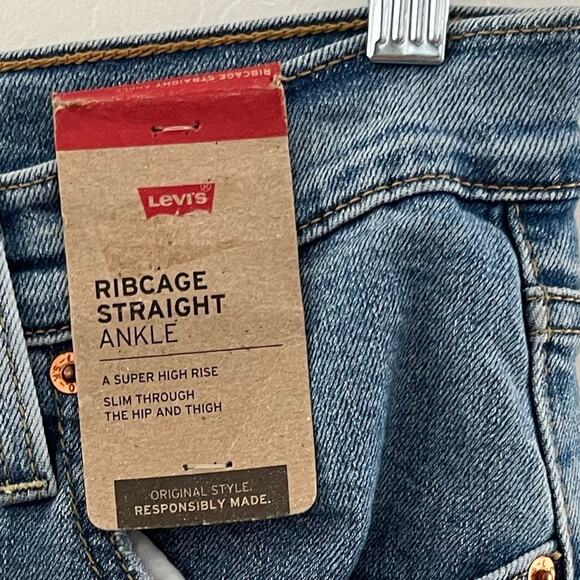 RIBCAGE STRAIGHT ANKLE
Levi's
RIBCAGE
STRAIGHT
ANKLE
A SUPER HIGH RISE
SLIM THROUGH
THE HIP AND THIGH
ORIGINAL STYLE.
RESPONSIBLY MADE.